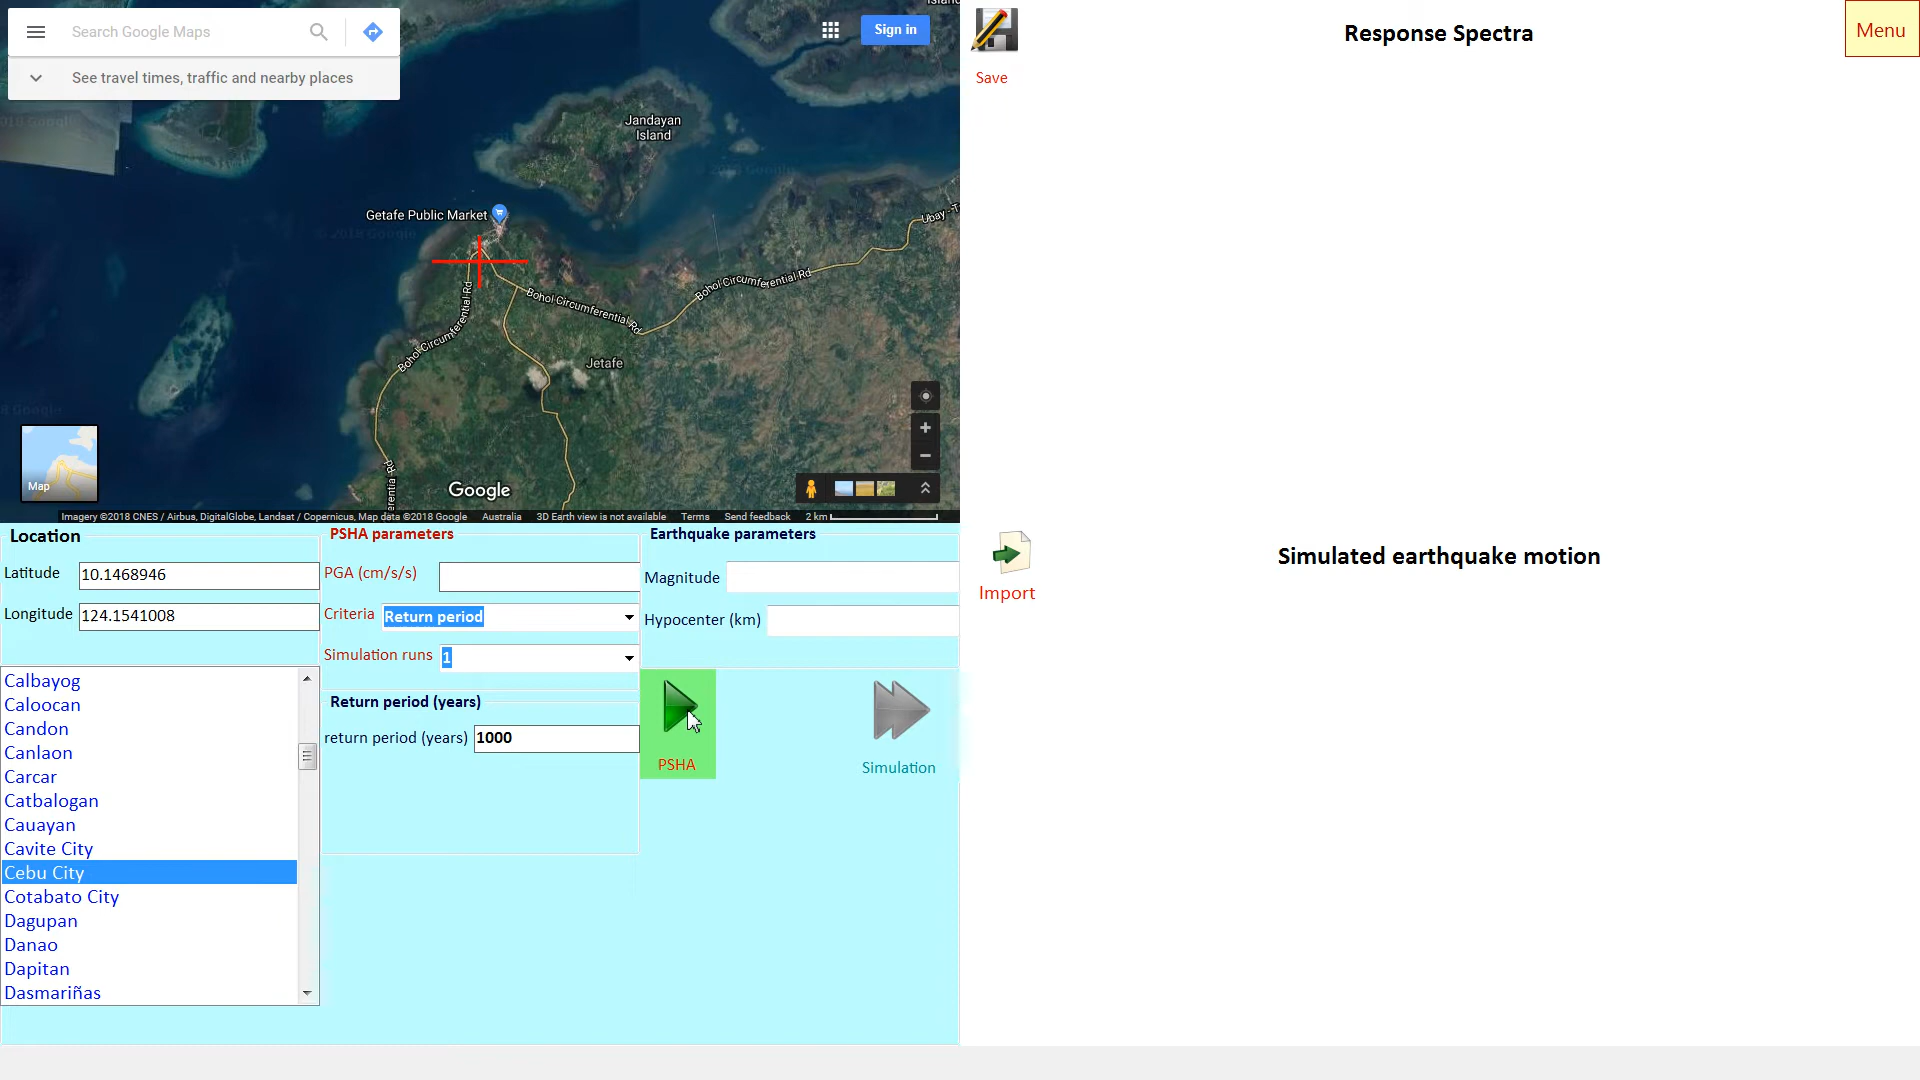 Search Google Maps
Sign in
See travel times, traffic and nearby places
Jandayan
Island
Getafe Public Market
Bohol Circumferential Rd
Bohol Circumferential Rd
Bohol Circumferential Rd
Jetafe
Map
Google
Imagery ©2018 CNES / Airbus, DigitalGlobe, Landsat / Copernicus, Map data ©2018 Google Australia 3D Earth view is not available Terms Send feedback 2 km
Save
Response Spectra
Menu
Location
Latitude 10.1468946
Longitude 124.1541008
Calbayog
Caloocan
Candon
Canlaon
Carcar
Catbalogan
Cauayan
Cavite City
Cebu City
Cotabato City
Dagupan
Danao
Dapitan
Dasmariñas
PSHA parameters
PGA (cm/s/s)
Criteria Return period
Simulation runs 1
Return period (years)
return period (years) 1000
Earthquake parameters
Magnitude
Hypocenter (km)
PSHA
Simulation
Import
Simulated earthquake motion